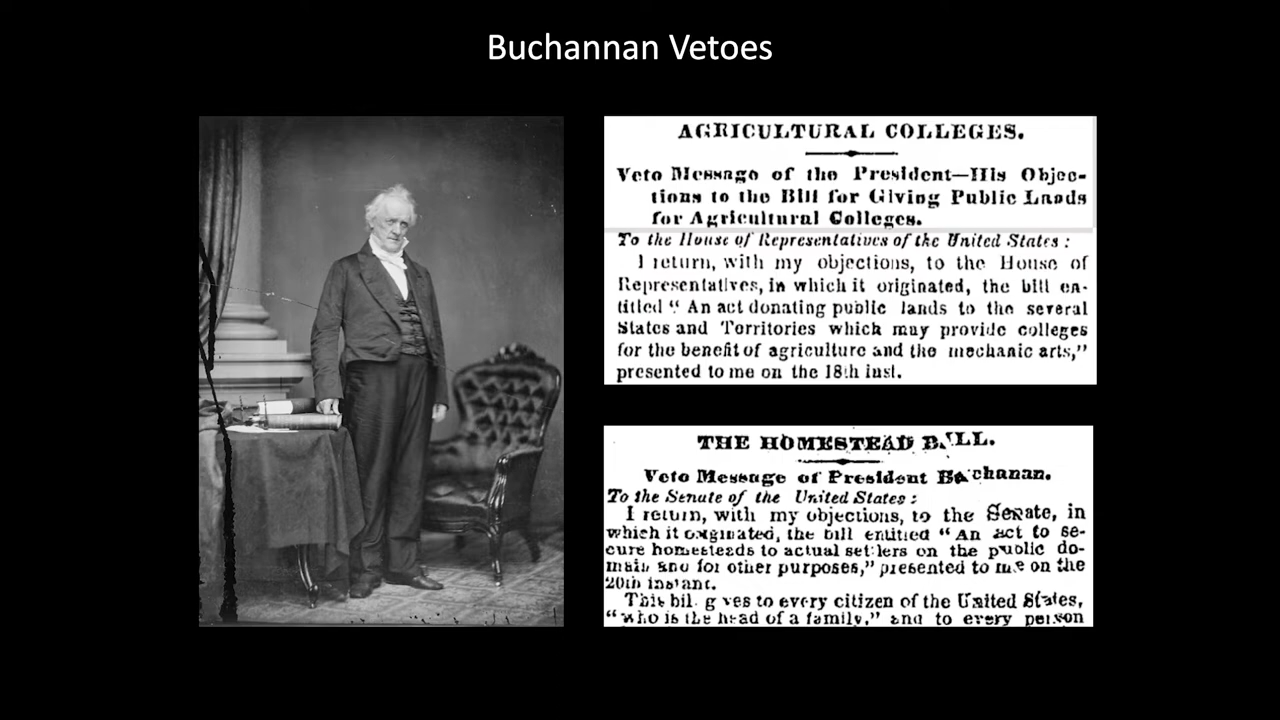 Buchannan Vetoes
AGRICULTURAL COLLEGES.
Veto Message of the President—His Objec-
tions to the Bill for Giving Public Lands
for Agricultural Colleges.
To the House of Representatives of the United States:
I return, with my objections, to the House of
Representatives, in which it originated, the bill en-
titled "An act donating public lands to the several
States and Territories which may provide colleges
for the benefit of agriculture and the mechanic arts,"
presented to me on the 18th inst.
THE HOMESTEAD BILL.
Veto Message of President Buchanan.
To the Senate of the United States:
I return, with my objections, to the Senate, in
which it originated, the bill entitled "An act to se-
cure homesteads to actual settlers on the public do-
main and for other purposes," presented to me on the
20th instant.
This bill gives to every citizen of the United States,
"who is the head of a family," and to every person